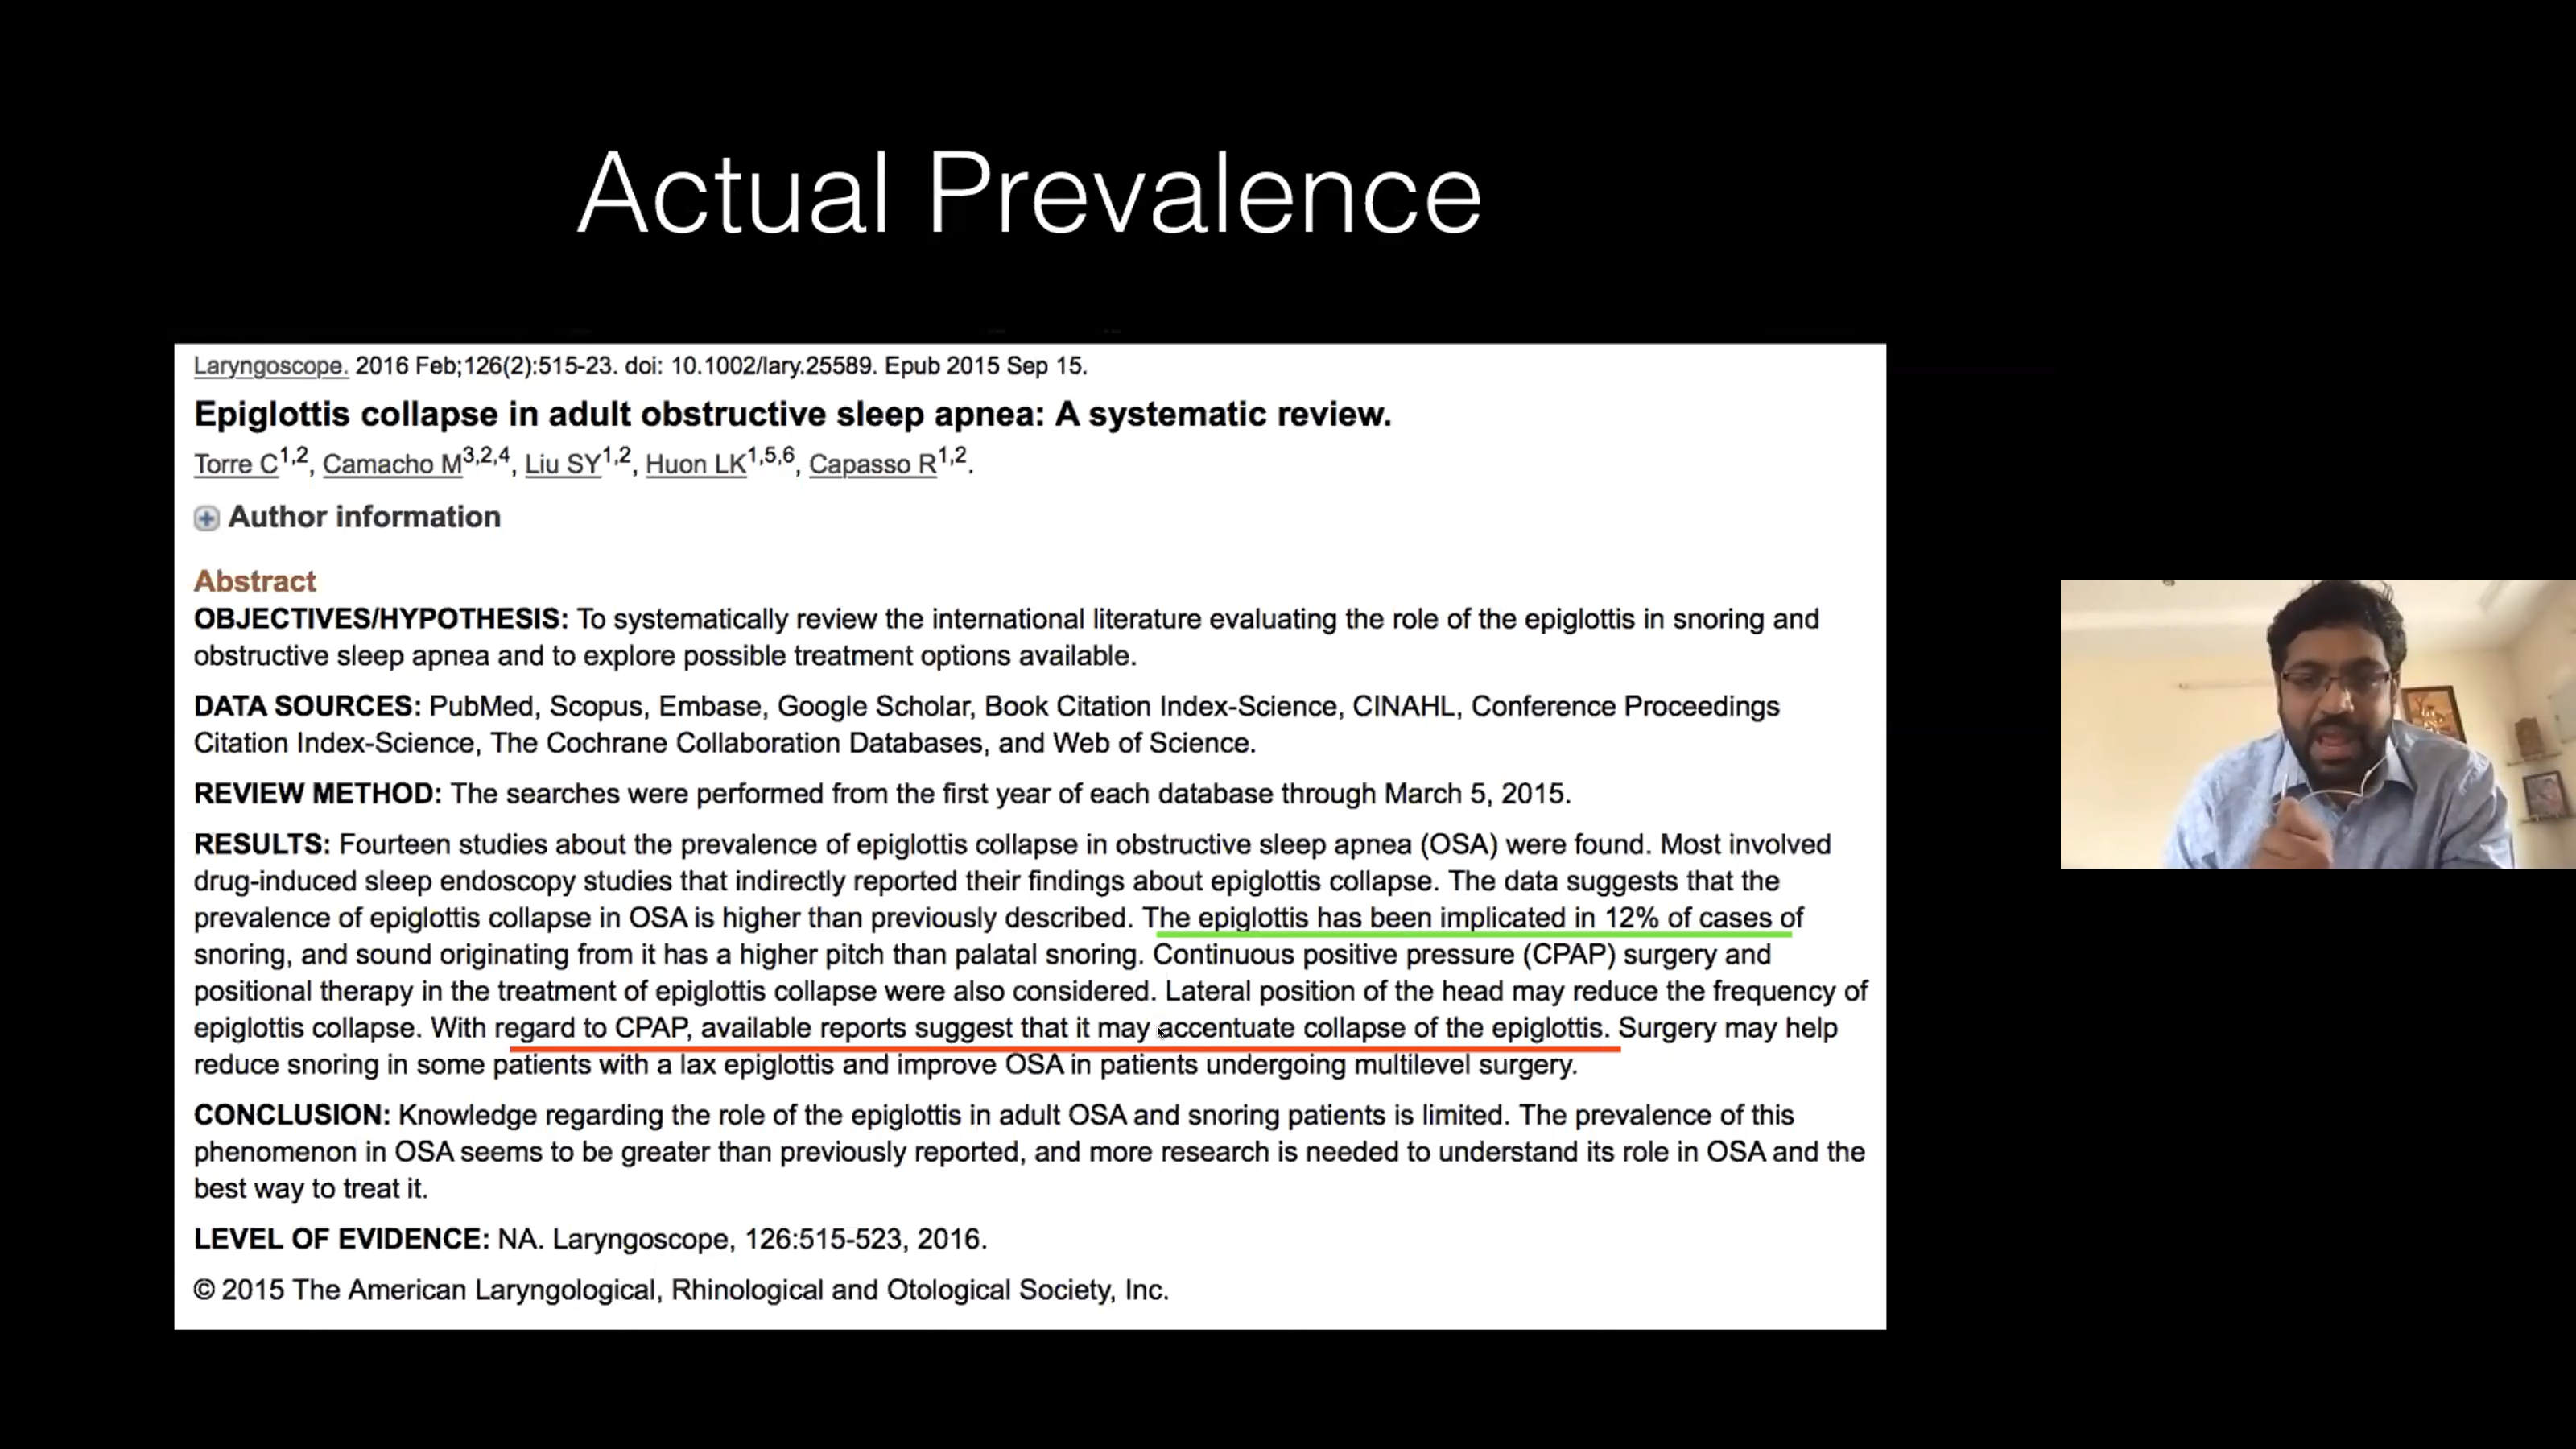 Actual Prevalence
Laryngoscope. 2016 Feb;126(2):515-23. doi: 10.1002/lary.25589. Epub 2015 Sep 15.
Epiglottis collapse in adult obstructive sleep apnea: A systematic review.
Torre C1,2, Camacho M3,2,4, Liu SY1,2, Huon LK1,5,6, Capasso R1,2.
Author information
Abstract
OBJECTIVES/HYPOTHESIS: To systematically review the international literature evaluating the role of the epiglottis in snoring and
obstructive sleep apnea and to explore possible treatment options available.
DATA SOURCES: PubMed, Scopus, Embase, Google Scholar, Book Citation Index-Science, CINAHL, Conference Proceedings
Citation Index-Science, The Cochrane Collaboration Databases, and Web of Science.
REVIEW METHOD: The searches were performed from the first year of each database through March 5, 2015.
RESULTS: Fourteen studies about the prevalence of epiglottis collapse in obstructive sleep apnea (OSA) were found. Most involved
drug-induced sleep endoscopy studies that indirectly reported their findings about epiglottis collapse. The data suggests that the
prevalence of epiglottis collapse in OSA is higher than previously described. The epiglottis has been implicated in 12% of cases of
snoring, and sound originating from it has a higher pitch than palatal snoring. Continuous positive pressure (CPAP) surgery and
positional therapy in the treatment of epiglottis collapse were also considered. Lateral position of the head may reduce the frequency of
epiglottis collapse. With regard to CPAP, available reports suggest that it may accentuate collapse of the epiglottis. Surgery may help
reduce snoring in some patients with a lax epiglottis and improve OSA in patients undergoing multilevel surgery.
CONCLUSION: Knowledge regarding the role of the epiglottis in adult OSA and snoring patients is limited. The prevalence of this
phenomenon in OSA seems to be greater than previously reported, and more research is needed to understand its role in OSA and the
best way to treat it.
LEVEL OF EVIDENCE: NA. Laryngoscope, 126:515-523, 2016.
© 2015 The American Laryngological, Rhinological and Otological Society, Inc.